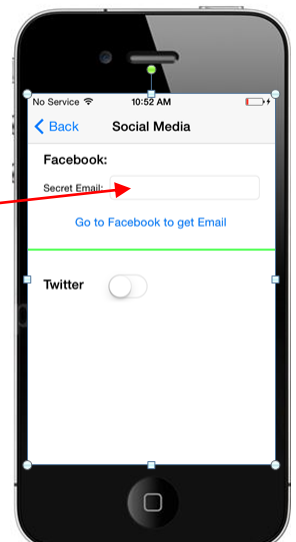 No Service 10:52 AM
Back Social Media
Facebook:
Secret Email:
Go to Facebook to get Email
Twitter